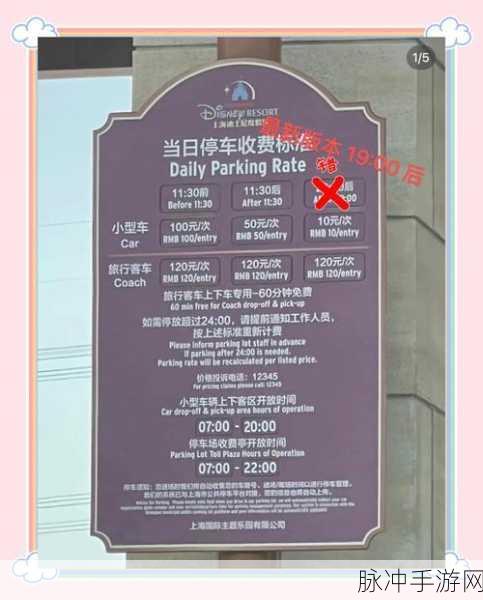 1/5
DISNEY RESORT
上海迪士尼度假区
当日停车收费标准
最新版本 19:00 后
Daily Parking Rate
错
11:30前
11:30后
后
Before 11:30
After 11:30
小型车
Car
100元/次
50元/次
10元/次
RMB 100/entry
RMB 50/entry
RMB 10/entry
旅行客车
Coach
120元/次
120元/次
120元/次
RMB 120/entry
RMB 120/entry
RMB 120/entry
旅行客车上下车专用-60分钟免费
60 min free for Coach drop-off & pick-up
如需停放超过24:00，请提前通知工作人员，
按上述标准重新计费
Please inform parking lot staff in advance
if parking after 24:00 is needed.
Parking rate will be recalculated per listed price.
价格投诉电话：12345
For pricing claims please call: 12345
小型车辆上下客区开放时间
Car drop-off & pick-up area hours of operation
07:00 - 20:00
停车场收费亭开放时间
Parking Lot Toll Plaza Hours of Operation
07:00 - 22:00
上海国际主题乐园有限公司
脉冲手游网